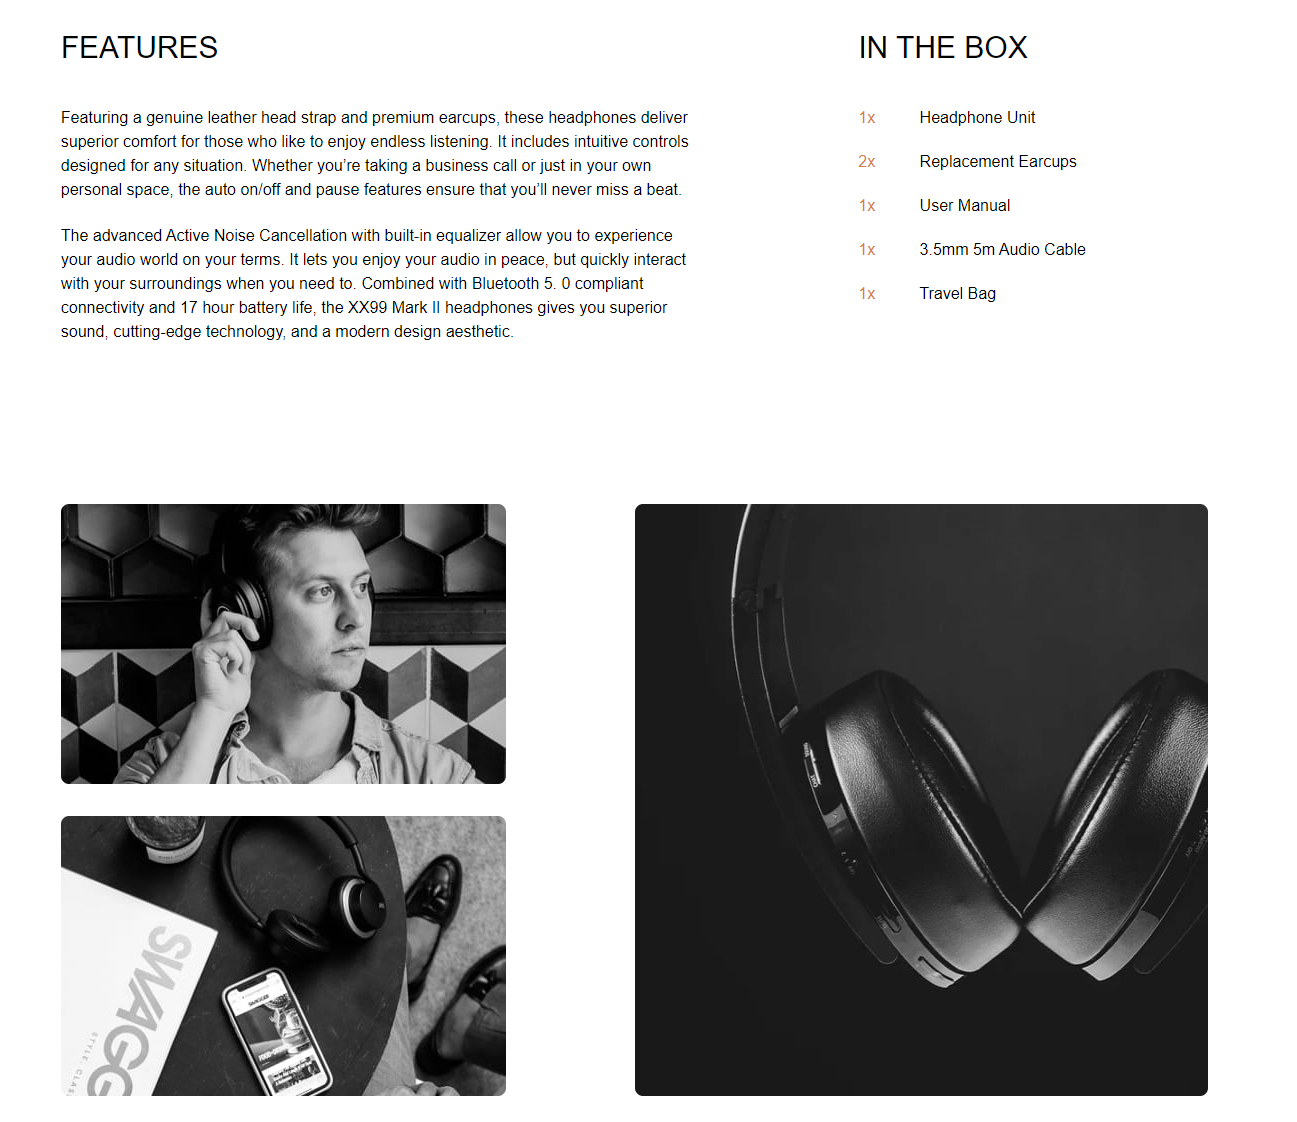 FEATURES
Featuring a genuine leather head strap and premium earcups, these headphones deliver
superior comfort for those who like to enjoy endless listening. It includes intuitive controls
designed for any situation. Whether you’re taking a business call or just in your own
personal space, the auto on/off and pause features ensure that you’ll never miss a beat.
The advanced Active Noise Cancellation with built-in equalizer allow you to experience
your audio world on your terms. It lets you enjoy your audio in peace, but quickly interact
with your surroundings when you need to. Combined with Bluetooth 5. 0 compliant
connectivity and 17 hour battery life, the XX99 Mark II headphones gives you superior
sound, cutting-edge technology, and a modern design aesthetic.
IN THE BOX
1x Headphone Unit
2x Replacement Earcups
1x User Manual
1x 3.5mm 5m Audio Cable
1x Travel Bag
SWAGG
STYLE